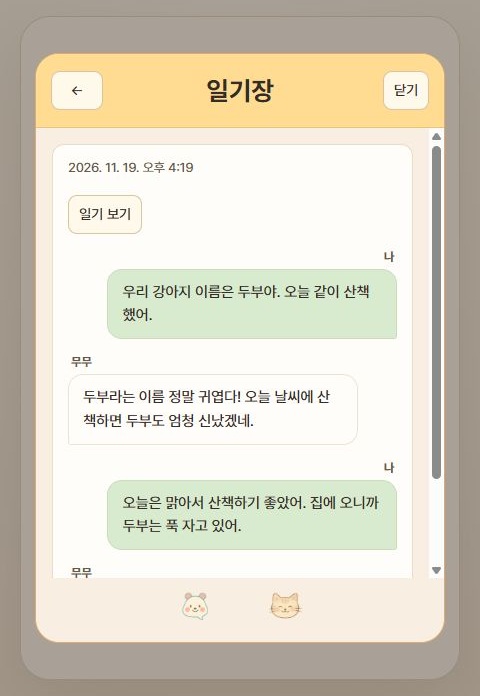 ←
일기장
닫기
2026. 11. 19. 오후 4:19
일기 보기
나
우리 강아지 이름은 두부야. 오늘 같이 산책
했어.
무무
두부라는 이름 정말 귀엽다! 오늘 날씨에 산
책하면 두부도 엄청 신났겠네.
나
오늘은 맑아서 산책하기 좋았어. 집에 오니까
두부는 푹 자고 있어.
무무